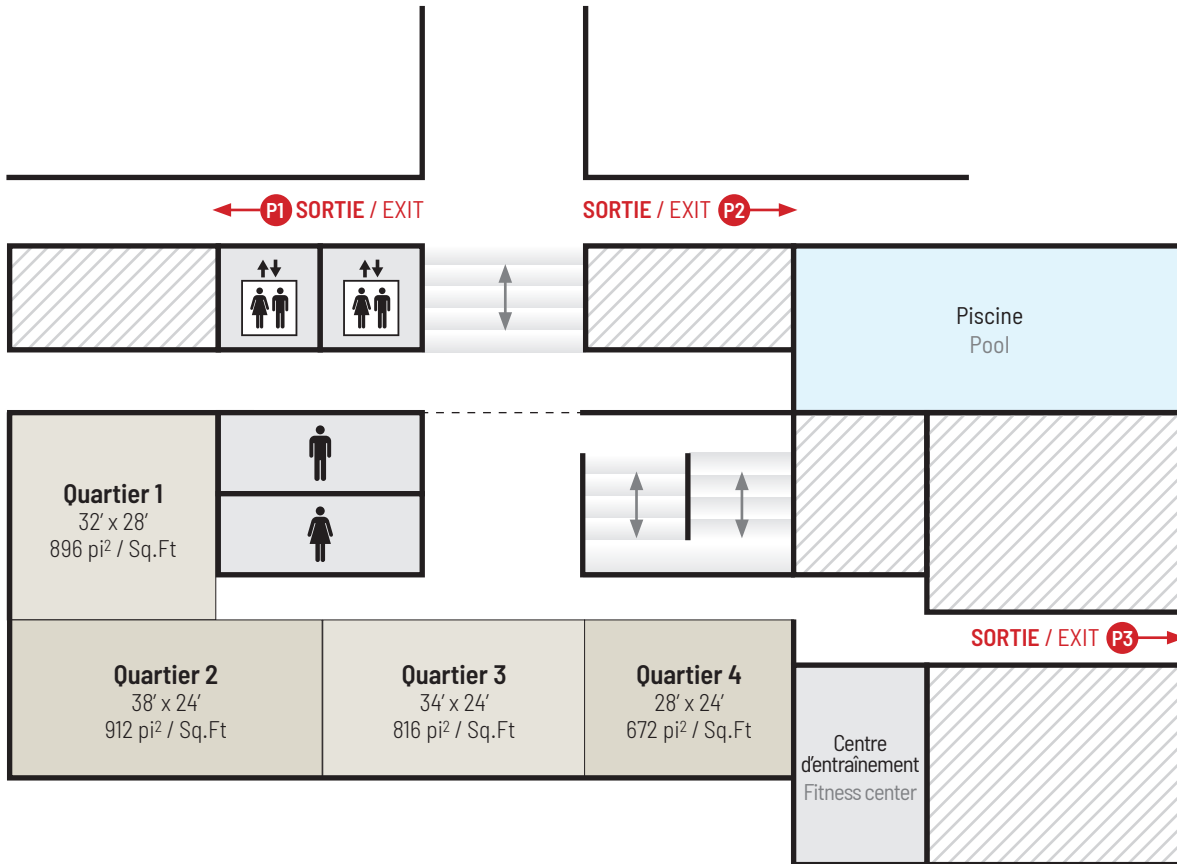 P1 SORTIE / EXIT
SORTIE / EXIT P2
Piscine
Pool
Quartier 1
32′ x 28′
896 pi² / Sq.Ft
SORTIE / EXIT P3
Quartier 2
38′ x 24′
912 pi² / Sq.Ft
Quartier 3
34′ x 24′
816 pi² / Sq.Ft
Quartier 4
28′ x 24′
672 pi² / Sq.Ft
Centre
d’entraînement
Fitness center